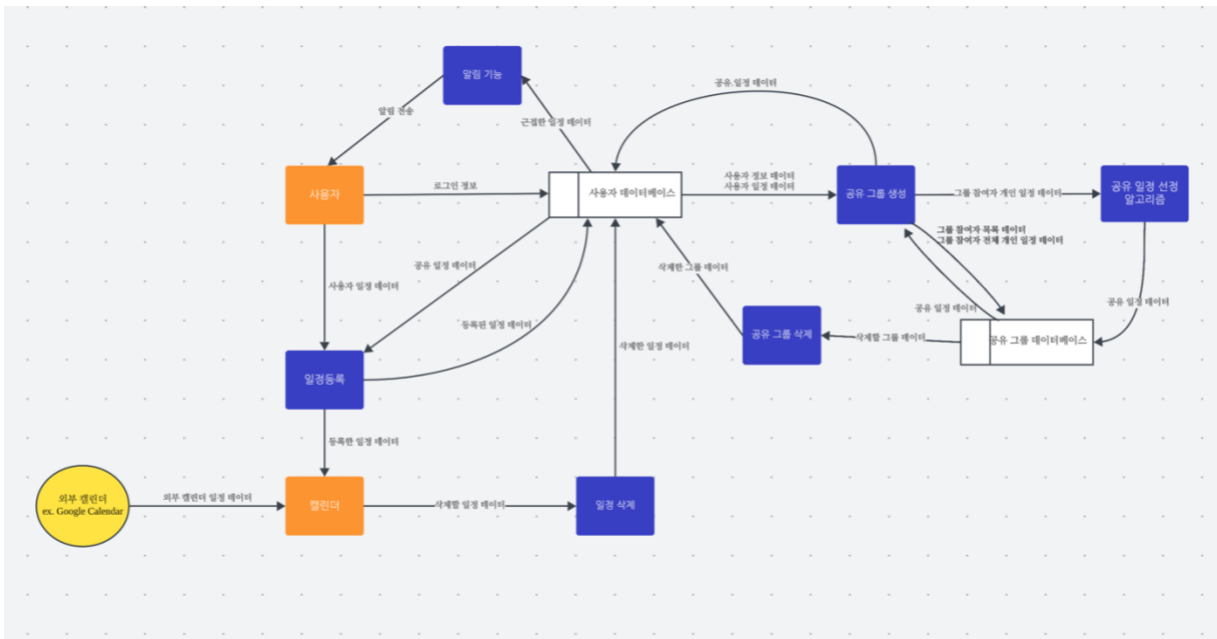 알림 기능
공유 일정 데이터
알림 전송
근접한 일정 데이터
사용자
로그인 정보
사용자 데이터베이스
사용자 정보 데이터
사용자 일정 데이터
공유 그룹 생성
그룹 참여자 개인 일정 데이터
공유 일정 선정
알고리즘
그룹 참여자 목록 데이터
그룹 참여자 전체 개인 일정 데이터
공유 일정 데이터
삭제한 그룹 데이터
사용자 일정 데이터
공유 일정 데이터
공유 일정 데이터
등록된 일정 데이터
공유 그룹 삭제
삭제할 그룹 데이터
공유 그룹 데이터베이스
삭제한 일정 데이터
일정등록
등록한 일정 데이터
외부 캘린더
ex. Google Calendar
외부 캘린더 일정 데이터
캘린더
삭제할 일정 데이터
일정 삭제